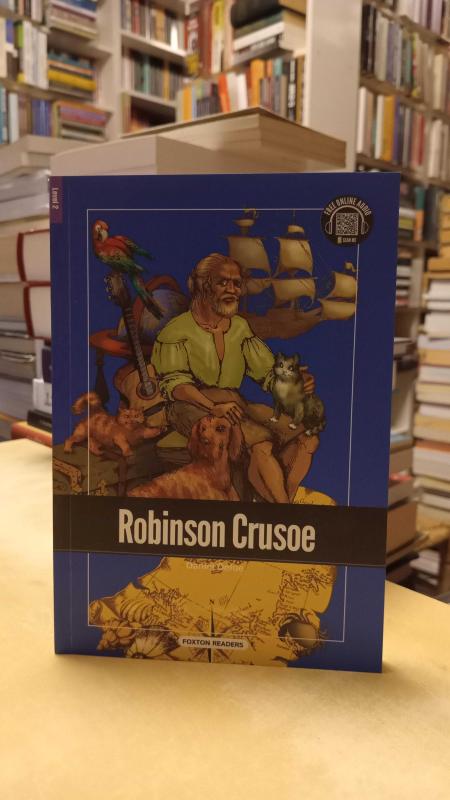 Level 2
FREE ONLINE AUDIO
SCAN ME
Robinson Crusoe
Daniel Defoe
N
FOXTON READERS